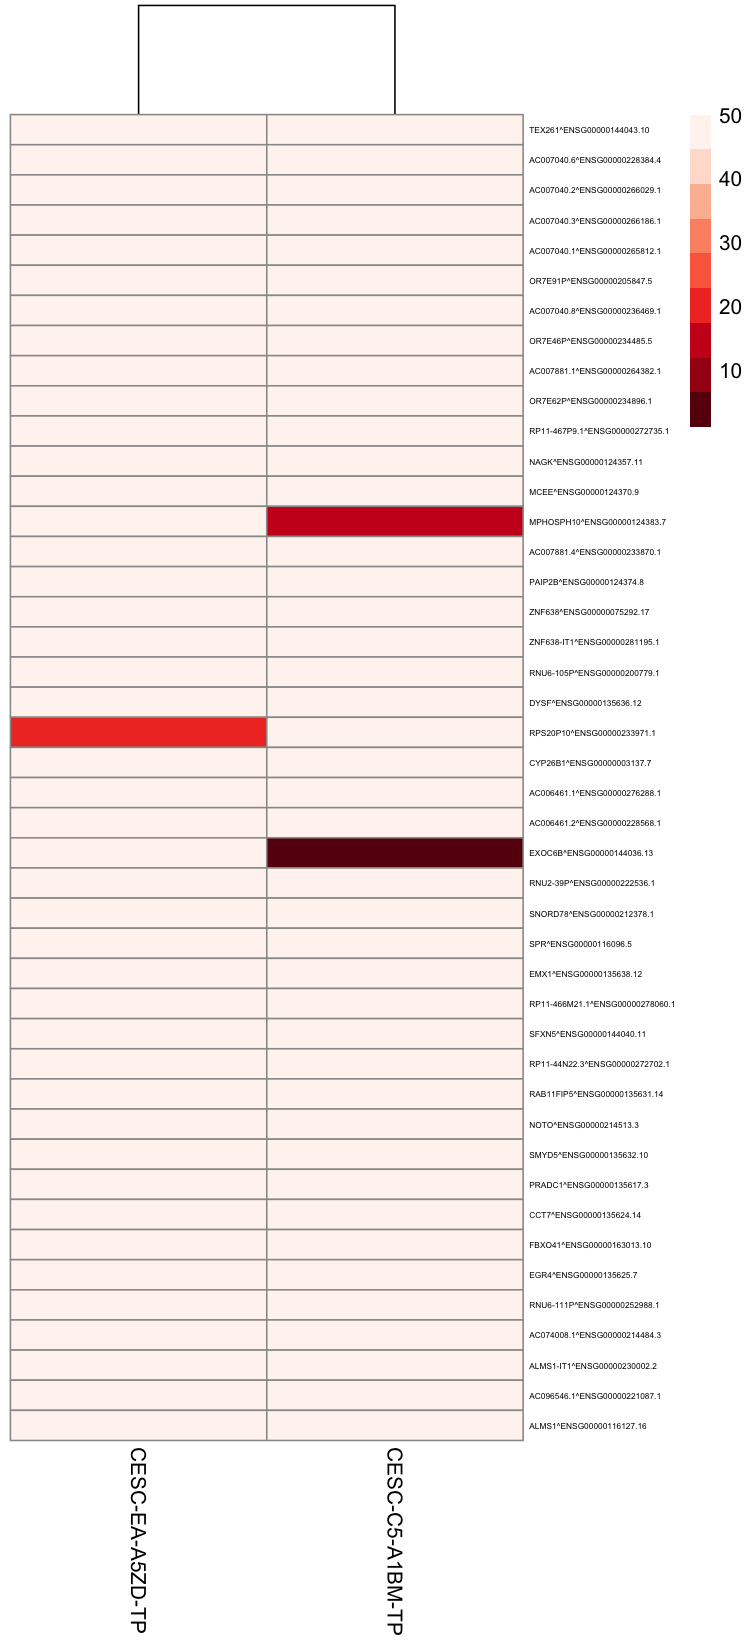 TEX261^ENSG00000144043.10
AC007040.6^ENSG00000228384.4
AC007040.2^ENSG00000266029.1
AC007040.3^ENSG00000266186.1
AC007040.1^ENSG00000265812.1
OR7E91P^ENSG00000205847.5
AC007040.8^ENSG00000236469.1
OR7E46P^ENSG00000234485.5
AC007881.1^ENSG00000264382.1
OR7E62P^ENSG00000234896.1
RP11-467P9.1^ENSG00000272735.1
NAGK^ENSG00000124357.11
MCEE^ENSG00000124370.9
MPHOSPH10^ENSG00000124383.7
AC007881.4^ENSG00000233870.1
PAIP2B^ENSG00000124374.8
ZNF638^ENSG00000075292.17
ZNF638-IT1^ENSG00000281195.1
RNU6-105P^ENSG00000200779.1
DYSF^ENSG00000135636.12
RPS20P10^ENSG00000233971.1
CYP26B1^ENSG00000003137.7
AC006461.1^ENSG00000276288.1
AC006461.2^ENSG00000228568.1
EXOC6B^ENSG00000144036.13
RNU2-39P^ENSG00000222536.1
SNORD78^ENSG00000212378.1
SPR^ENSG00000116096.5
EMX1^ENSG00000135638.12
RP11-466M21.1^ENSG00000278060.1
SFXN5^ENSG00000144040.11
RP11-44N22.3^ENSG00000272702.1
RAB11FIP5^ENSG00000135631.14
NOTO^ENSG00000214513.3
SMYD5^ENSG00000135632.10
PRADC1^ENSG00000135617.3
CCT7^ENSG00000135624.14
FBXO41^ENSG00000163013.10
EGR4^ENSG00000135625.7
RNU6-111P^ENSG00000252988.1
AC074008.1^ENSG00000214484.3
ALMS1-IT1^ENSG00000230002.2
AC096546.1^ENSG00000221087.1
ALMS1^ENSG00000116127.16
50
40
30
20
10
CESC-EA-A5ZD-TP
CESC-C5-A1BM-TP